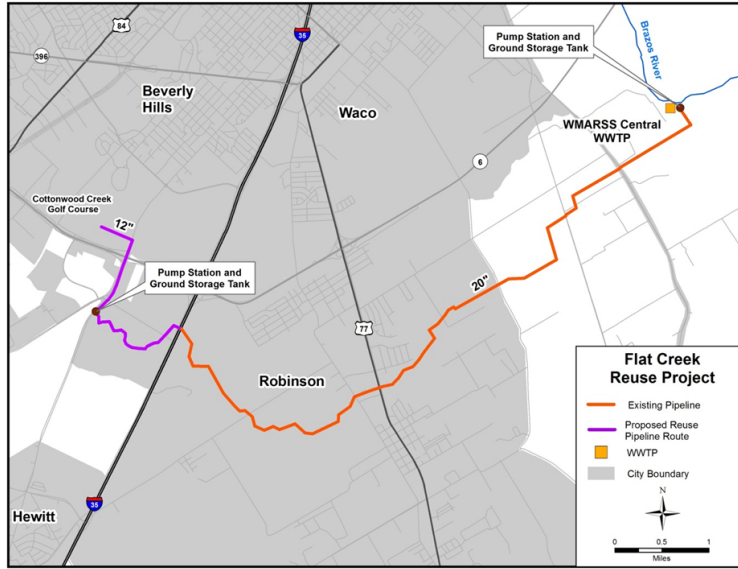 84
35
396
Pump Station and
Ground Storage Tank
Brazos River
Beverly
Hills
Waco
WMARSS Central
WWTP
6
Cottonwood Creek
Golf Course
12"
Pump Station and
Ground Storage Tank
20"
77
Robinson
35
Hewitt
Flat Creek
Reuse Project
Existing Pipeline
Proposed Reuse
Pipeline Route
WWTP
City Boundary
N
0 0.5 1
Miles